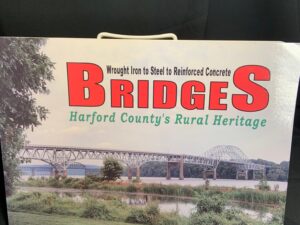 Wrought Iron to Steel to Reinforced Concrete
BRIDGES
Harford County's Rural Heritage